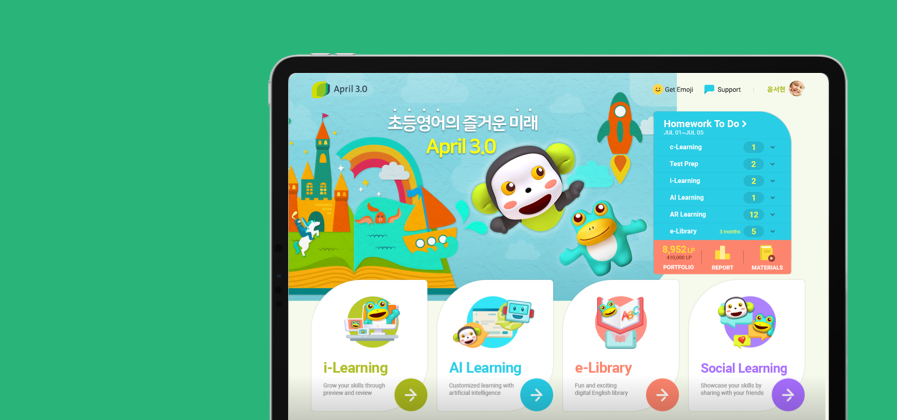 April 3.0
Get Emoji
Support
윤서현
초등영어의 즐거운 미래
April 3.0
Homework To Do
JUL 01—JUL 05
c-Learning 1
Test Prep 2
i-Learning 2
AI Learning 1
AR Learning 12
e-Library 3 months 5
8,952 LP
410,000 LP
PORTFOLIO
REPORT
MATERIALS
i-Learning
Grow your skills through
preview and review
AI Learning
Customized learning with
artificial intelligence
ABC
e-Library
Fun and exciting
digital English library
Social Learning
Showcase your skills by
sharing with your friends